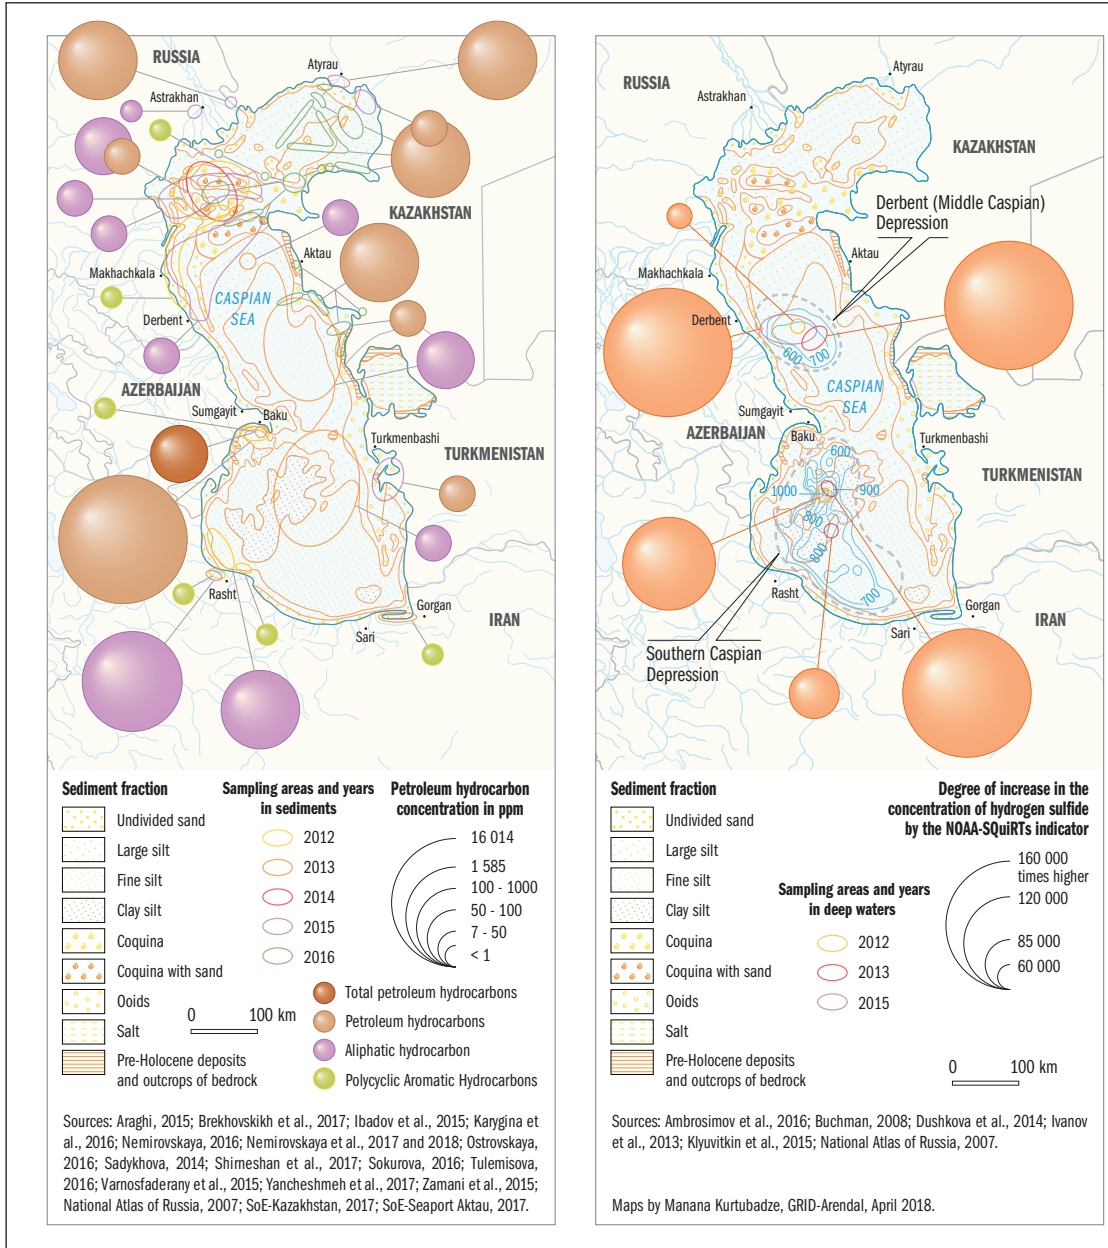 RUSSIA
Atyrau
Astrakhan
KAZAKHSTAN
Aktau
Makhachkala
CASPIAN
SEA
Derbent
AZERBAIJAN
Sumgayit
Baku
Turkmenbashi
TURKMENISTAN
Rasht
Gorgan
IRAN
Sari
Sediment fraction
Undivided sand
Large silt
Fine silt
Clay silt
Coquina
Coquina with sand
Ooids
Salt
Pre-Holocene deposits
and outcrops of bedrock
Sampling areas and years
in sediments
2012
2013
2014
2015
2016
0 100 km
Petroleum hydrocarbon
concentration in ppm
16 014
1 585
100 - 1000
50 - 100
7 - 50
< 1
Total petroleum hydrocarbons
Petroleum hydrocarbons
Aliphatic hydrocarbon
Polycyclic Aromatic Hydrocarbons
Sources: Araghi, 2015; Brekhovskikh et al., 2017; Ibadov et al., 2015; Karygina et
al., 2016; Nemirovskaya, 2016; Nemirovskaya et al., 2017 and 2018; Ostrovskaya,
2016; Sadykhova, 2014; Shimeshan et al., 2017; Sokurova, 2016; Tulemisova,
2016; Varnosfaderany et al., 2015; Yancheshmeh et al., 2017; Zamani et al., 2015;
National Atlas of Russia, 2007; SoE-Kazakhstan, 2017; SoE-Seaport Aktau, 2017.
Atyrau
RUSSIA
Astrakhan
KAZAKHSTAN
Derbent (Middle Caspian)
Depression
Aktau
Makhachkala
Derbent
600
700
CASPIAN
SEA
Sumgayit
AZERBAIJAN
Baku
Turkmenbashi
600
TURKMENISTAN
1000
900
800
800
700
Rasht
Gorgan
IRAN
Sari
Southern Caspian
Depression
Sediment fraction
Undivided sand
Large silt
Fine silt
Clay silt
Coquina
Coquina with sand
Ooids
Salt
Pre-Holocene deposits
and outcrops of bedrock
Sampling areas and years
in deep waters
2012
2013
2015
Degree of increase in the
concentration of hydrogen sulfide
by the NOAA-SQuiRTs indicator
160 000
times higher
120 000
85 000
60 000
0 100 km
Sources: Ambrosimov et al., 2016; Buchman, 2008; Dushkova et al., 2014; Ivanov
et al., 2013; Klyuvitkin et al., 2015; National Atlas of Russia, 2007.
Maps by Manana Kurtubadze, GRID-Arendal, April 2018.